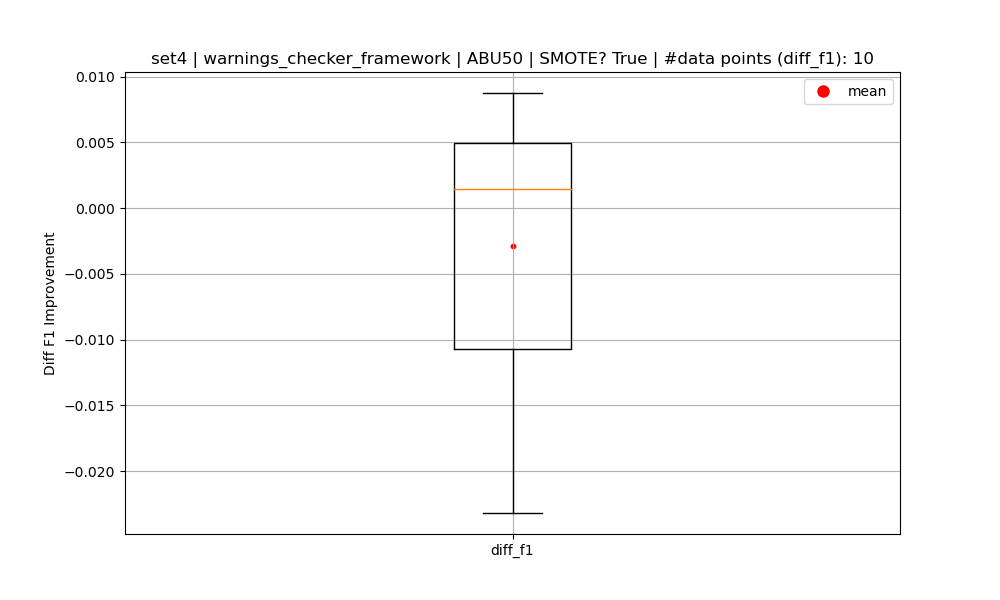 set4 | warnings_checker_framework | ABU50 | SMOTE? True | #data points (diff_f1): 10
mean
0.010
0.005
0.000
−0.005
−0.010
−0.015
−0.020
Diff F1 Improvement
diff_f1